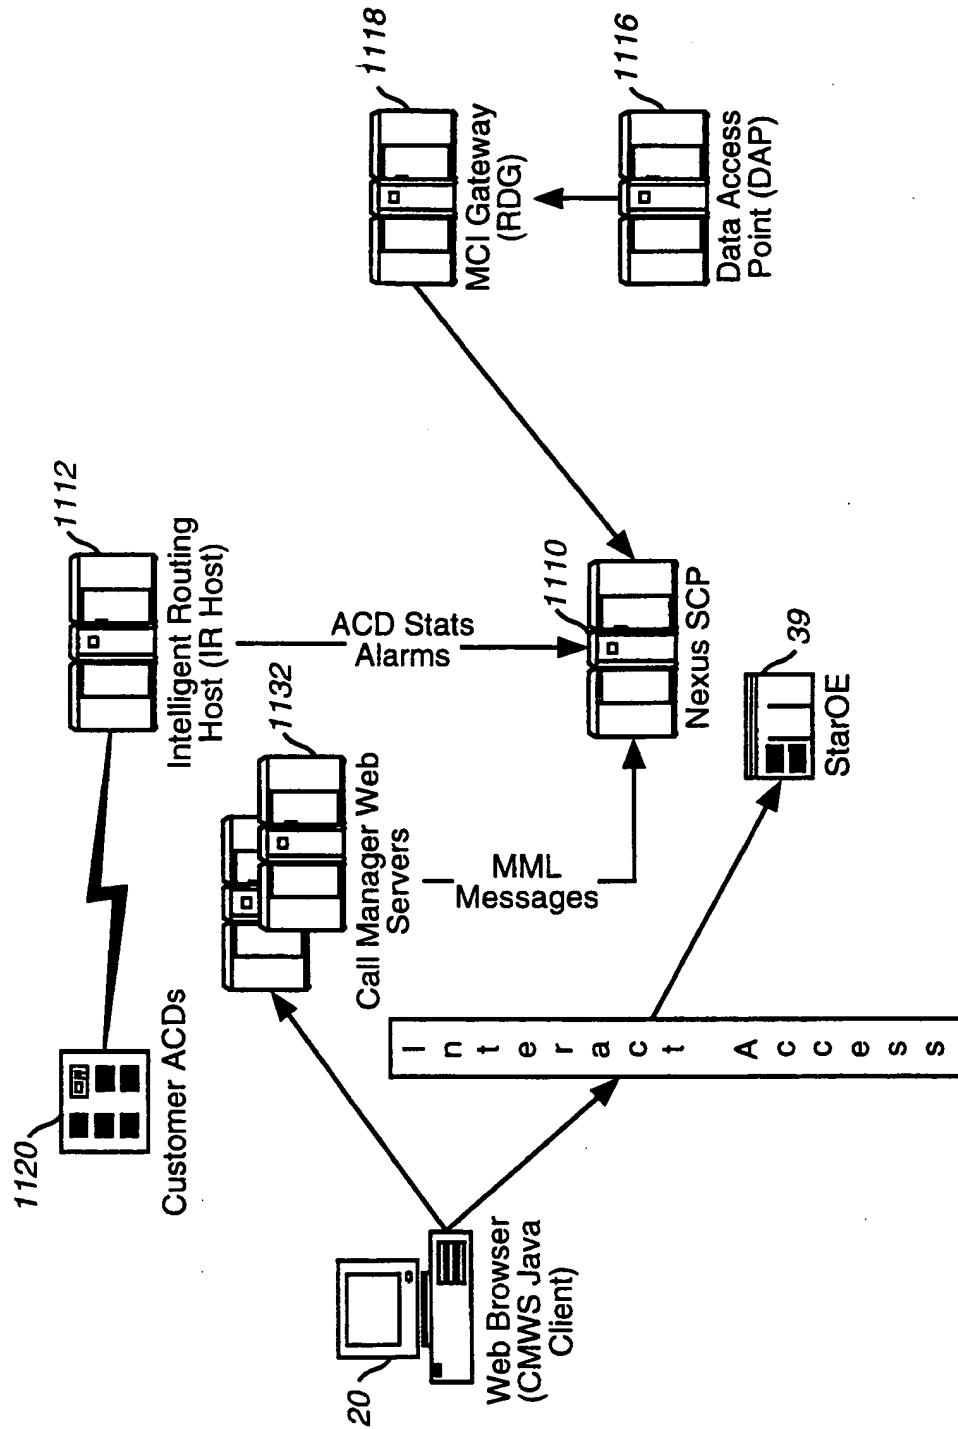 1120
Customer ACDs
1112
Intelligent Routing
Host (IR Host)
1118
MCI Gateway
(RDG)
1116
Data Access
Point (DAP)
1132
Call Manager Web
Servers
ACD Stats
Alarms
MML
Messages
1110
Nexus SCP
39
StarOE
Interact Access
20
Web Browser
(CMWS Java
Client)